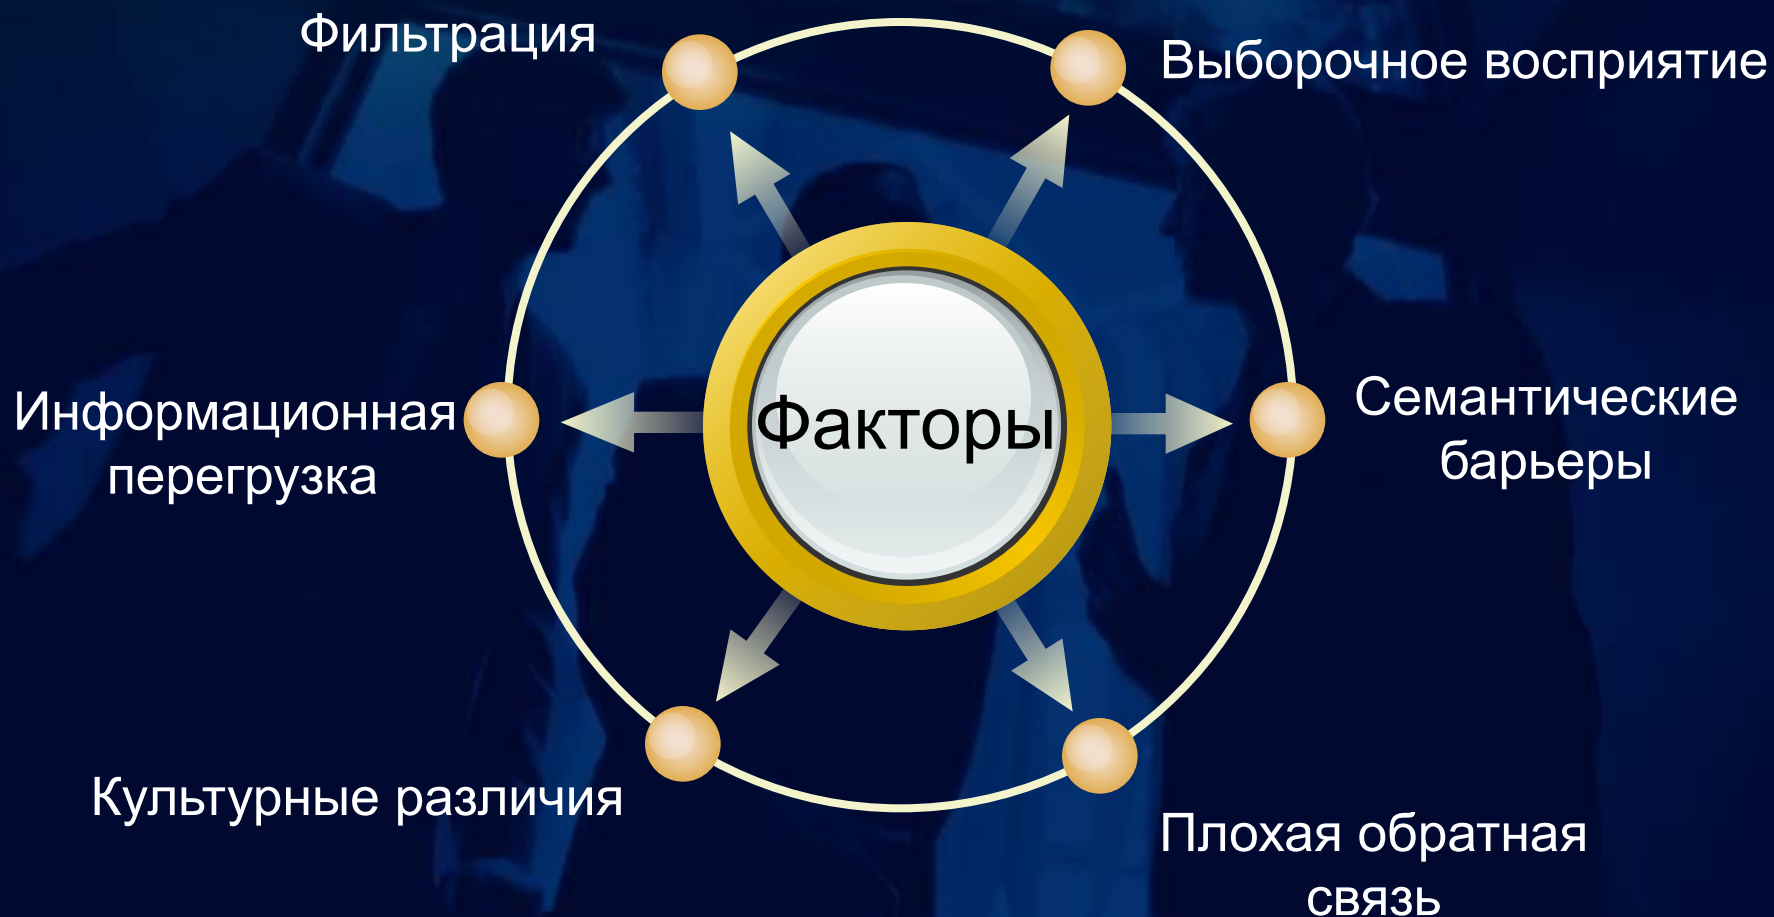 Фильтрация
Выборочное восприятие
Информационная
перегрузка
Факторы
Семантические
барьеры
Культурные различия
Плохая обратная
связь